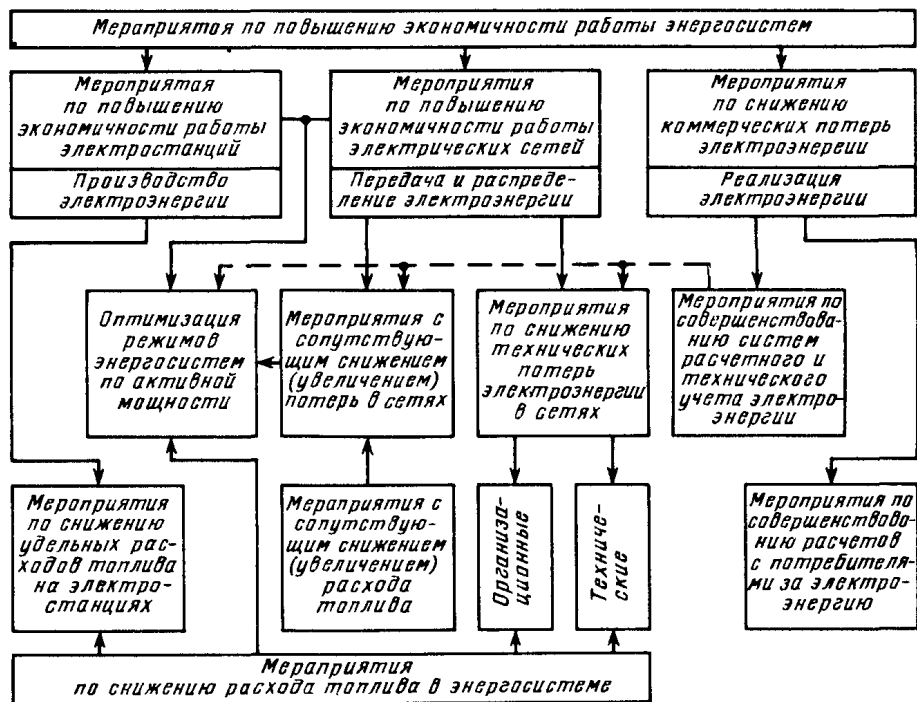 Мероприятоя по повышению экономичности работы энергосистем
Мероприятая
по повышению
экономичности работы
электростанций
Производство
электроэнергии
Мероприятия
по повышению
экономичности работы
электрических сетей
Передача и распреде-
ление электроэнергии
Мероприятия
по снижению
коммерческих потерь
электроэнереии
Реализация
электроэнергии
Оптимизация
режимов
энергосистем
по активной
мощности
Мероприятия с
сопутствую-
щим снижением
(увеличением)
потерь в сетях
Мероприятия
по снижению
технических
потерь
электроэнергии
в сетях
Мероприятия по
совершенствова-
нию систем
расчетного и
технического
учета электро-
энергии
Мероприятия
по снижению
удельных рас-
ходов топлива
на электро-
станциях
Мероприятия с
сопутствую-
щим снижением
(увеличением)
расхода
топлива
Организа-
ционные
Техниче-
ские
Мероприятия по
совершенствова-
нию расчетов
с потребителя-
ми за электро-
энергию
Мероприятия
по снижению расхода топлива в энергосистеме